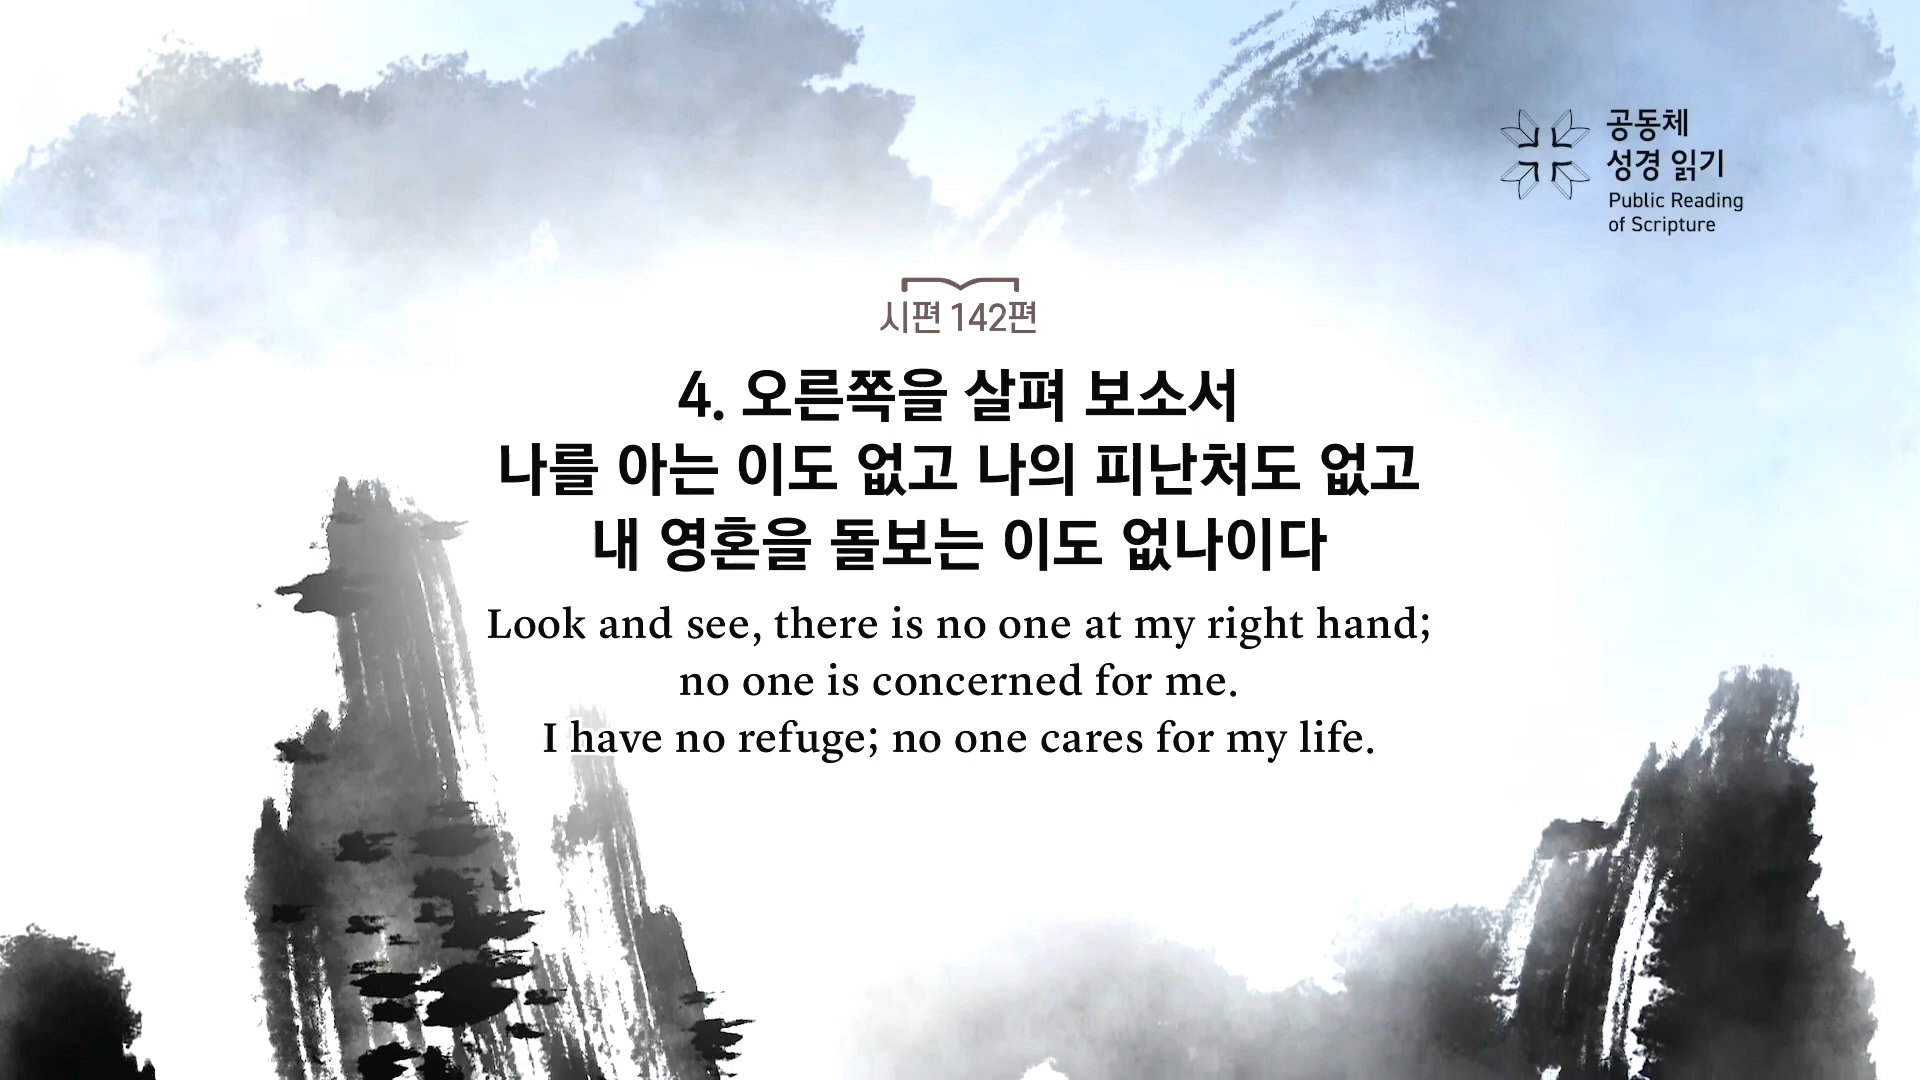 공동체
성경 읽기
Public Reading
of Scripture
시편 142편
4. 오른쪽을 살펴 보소서
나를 아는 이도 없고 나의 피난처도 없고
내 영혼을 돌보는 이도 없나이다
Look and see, there is no one at my right hand;
no one is concerned for me.
I have no refuge; no one cares for my life.